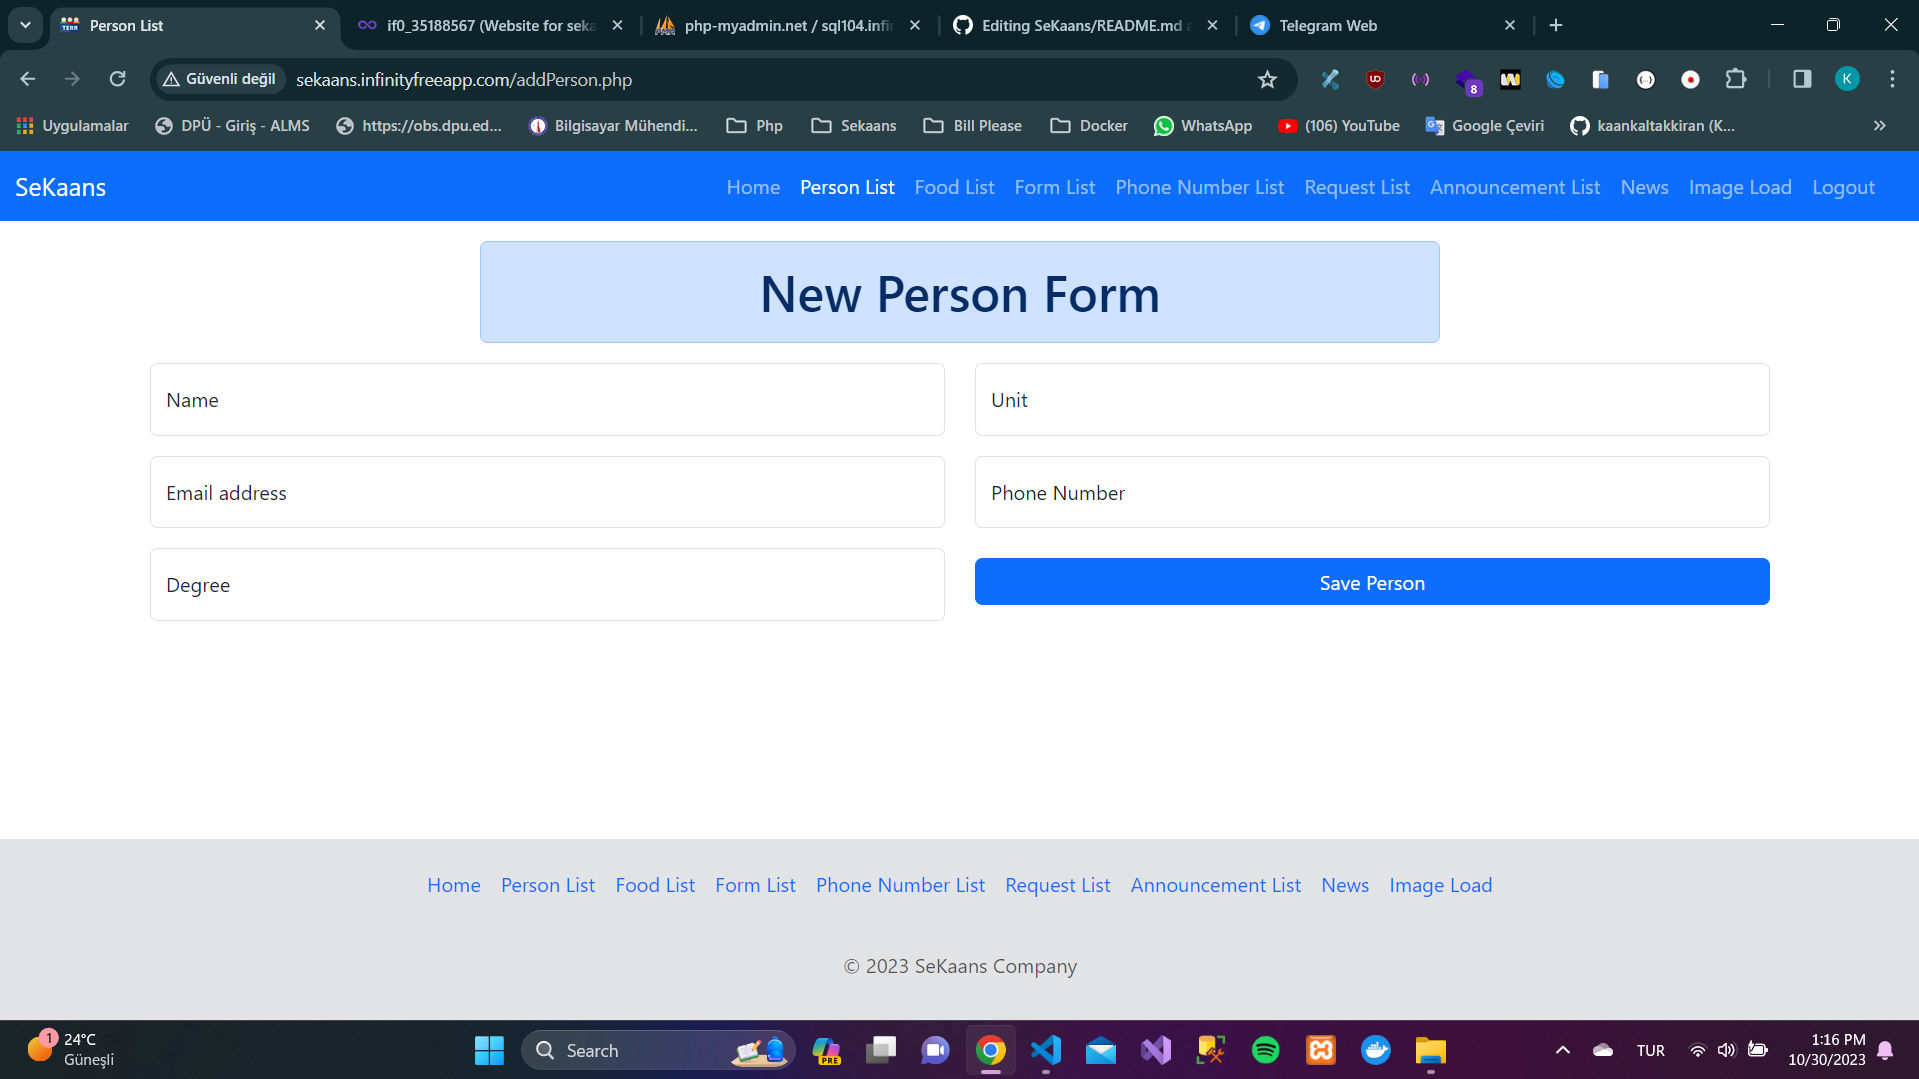 Person List
if0_35188567 (Website for seka
php-myadmin.net / sql104.infi
Editing SeKaans/README.md a
Telegram Web
Güvenli değil
sekaans.infinityfreeapp.com/addPerson.php
8
K
Uygulamalar
DPÜ - Giriş - ALMS
https://obs.dpu.ed...
Bilgisayar Mühendi...
Php
Sekaans
Bill Please
Docker
WhatsApp
(106) YouTube
Google Çeviri
kaankaltakkiran (K...
SeKaans
Home
Person List
Food List
Form List
Phone Number List
Request List
Announcement List
News
Image Load
Logout
New Person Form
Name
Unit
Email address
Phone Number
Degree
Save Person
Home
Person List
Food List
Form List
Phone Number List
Request List
Announcement List
News
Image Load
© 2023 SeKaans Company
1
24°C
Güneşli
Search
PRE
TUR
1:16 PM
10/30/2023